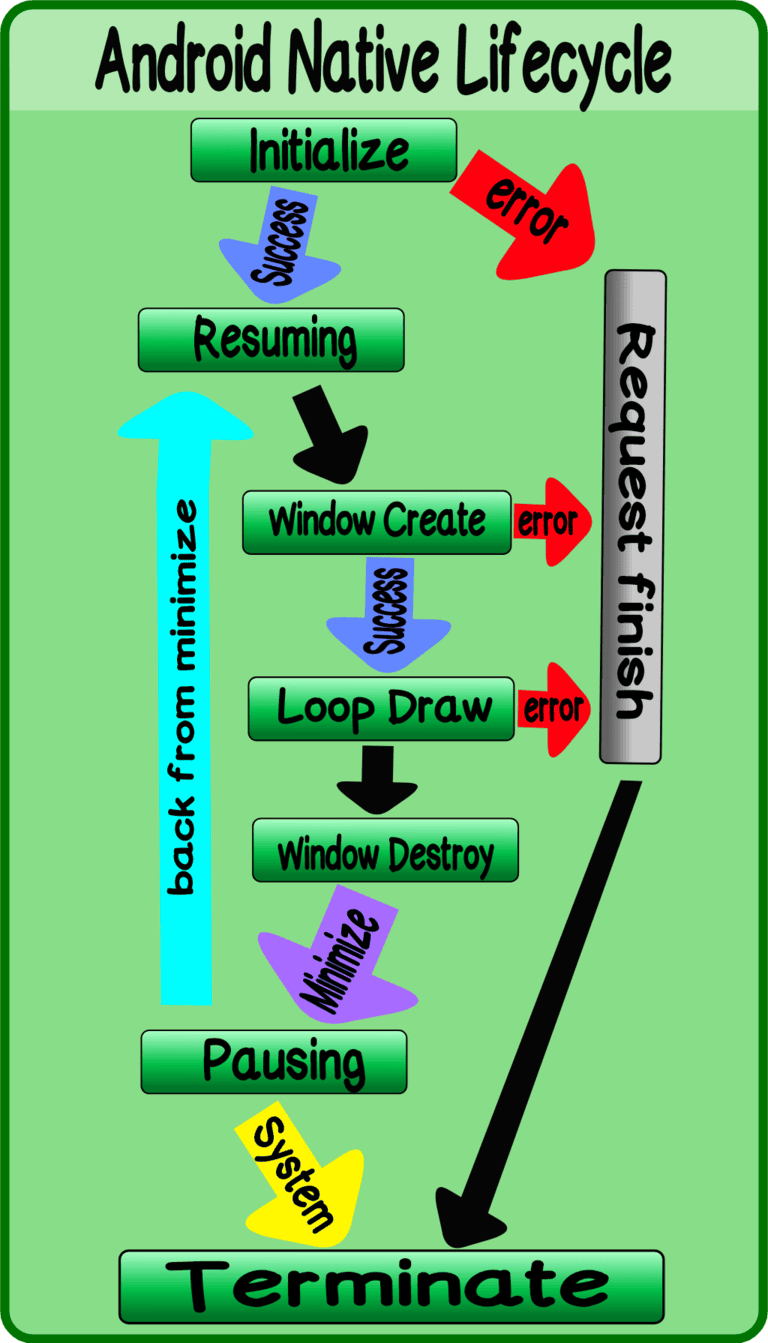 Android Native Lifecycle
Initialize
error
Success
Resuming
Request finish
back from minimize
Window Create
error
Success
Loop Draw
error
Window Destroy
Minimize
Pausing
System
Terminate